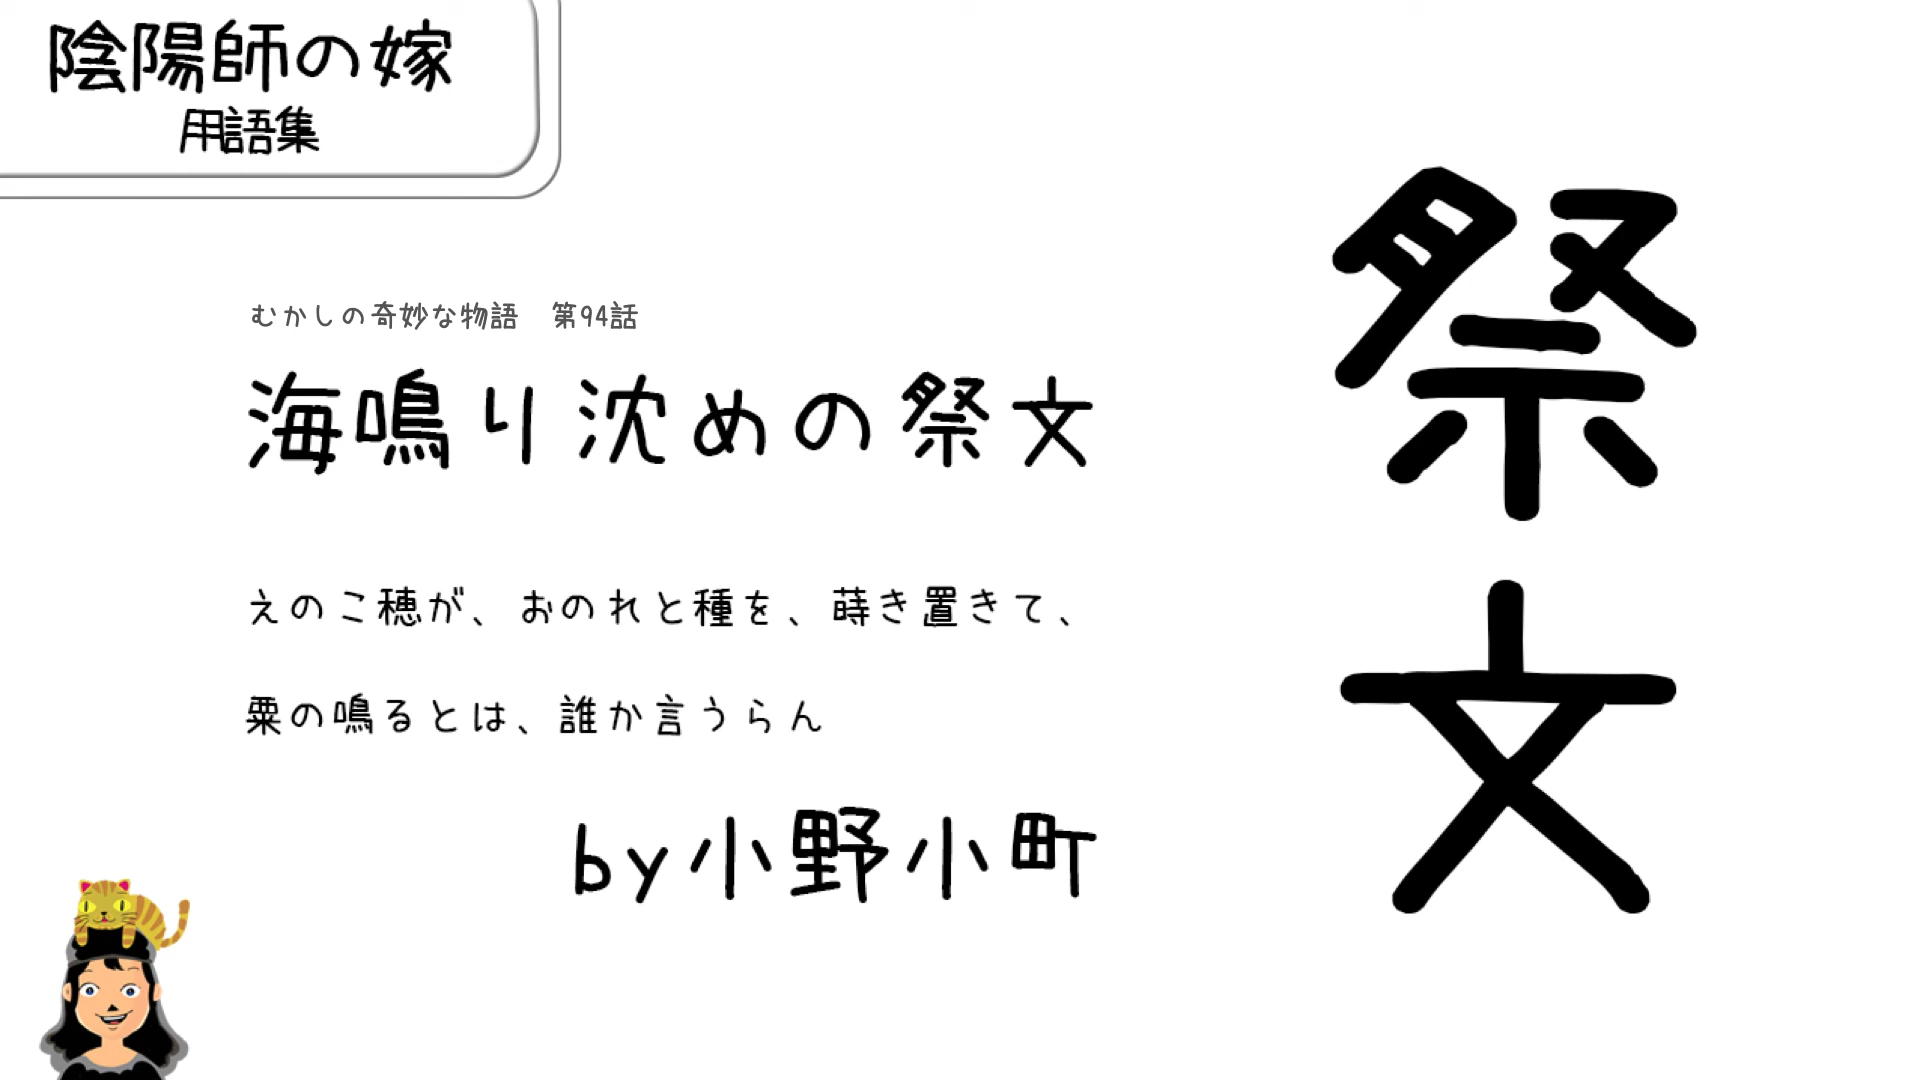 陰陽師の嫁
用語集
むかしの奇妙な物語　第94話
海鳴り沈めの祭文
えのこ穂が、おのれと種を、蒔き置きて、
粟の鳴るとは、誰か言うらん
by小野小町
祭文